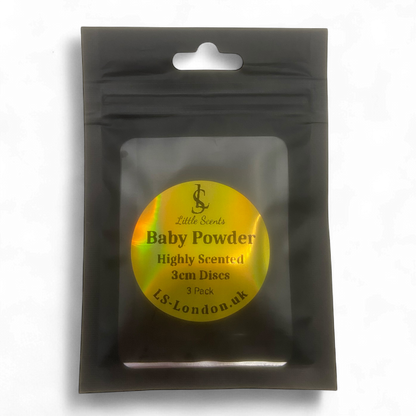 LS
Little Scents
Baby Powder
Highly Scented
3cm Discs
3 Pack
LS-London.uk